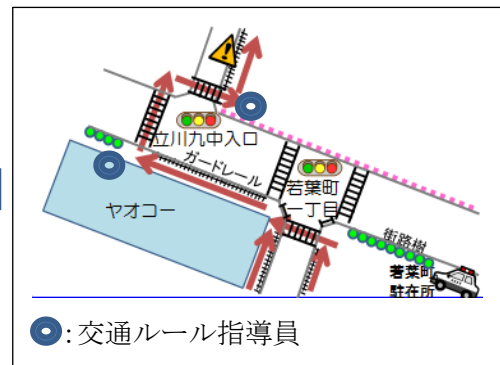 立川九中入口
ガードレール
若葉町
一丁目
ヤオコー
街路樹
若葉町
駐在所
:交通ルール指導員